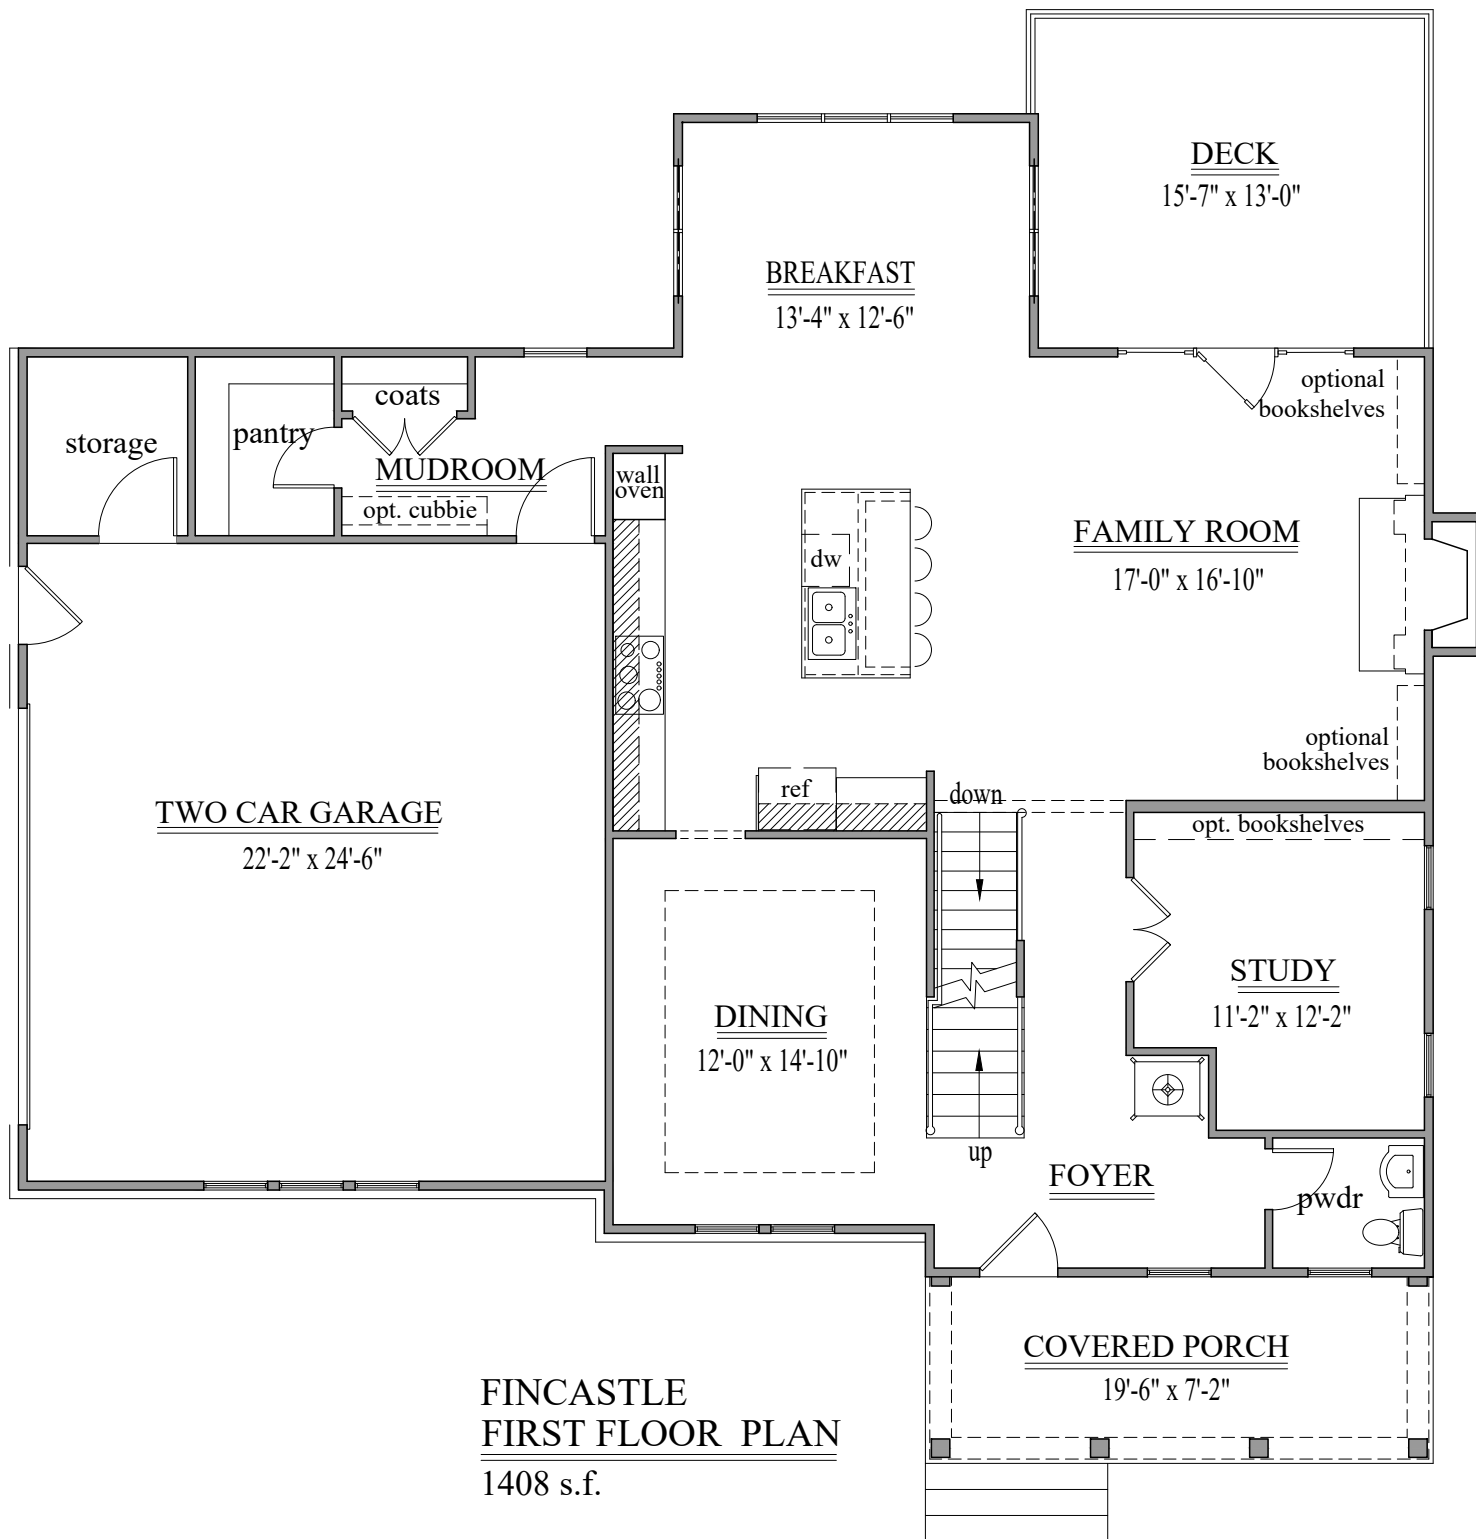 DECK
15'-7" x 13'-0"
BREAKFAST
13'-4" x 12'-6"
optional
bookshelves
coats
storage
pantry
MUDROOM
opt. cubbie
wall
oven
dw
FAMILY ROOM
17'-0" x 16'-10"
optional
bookshelves
ref
down
TWO CAR GARAGE
22'-2" x 24'-6"
opt. bookshelves
STUDY
11'-2" x 12'-2"
DINING
12'-0" x 14'-10"
up
FOYER
pwdr
COVERED PORCH
19'-6" x 7'-2"
FINCASTLE
FIRST FLOOR PLAN
1408 s.f.